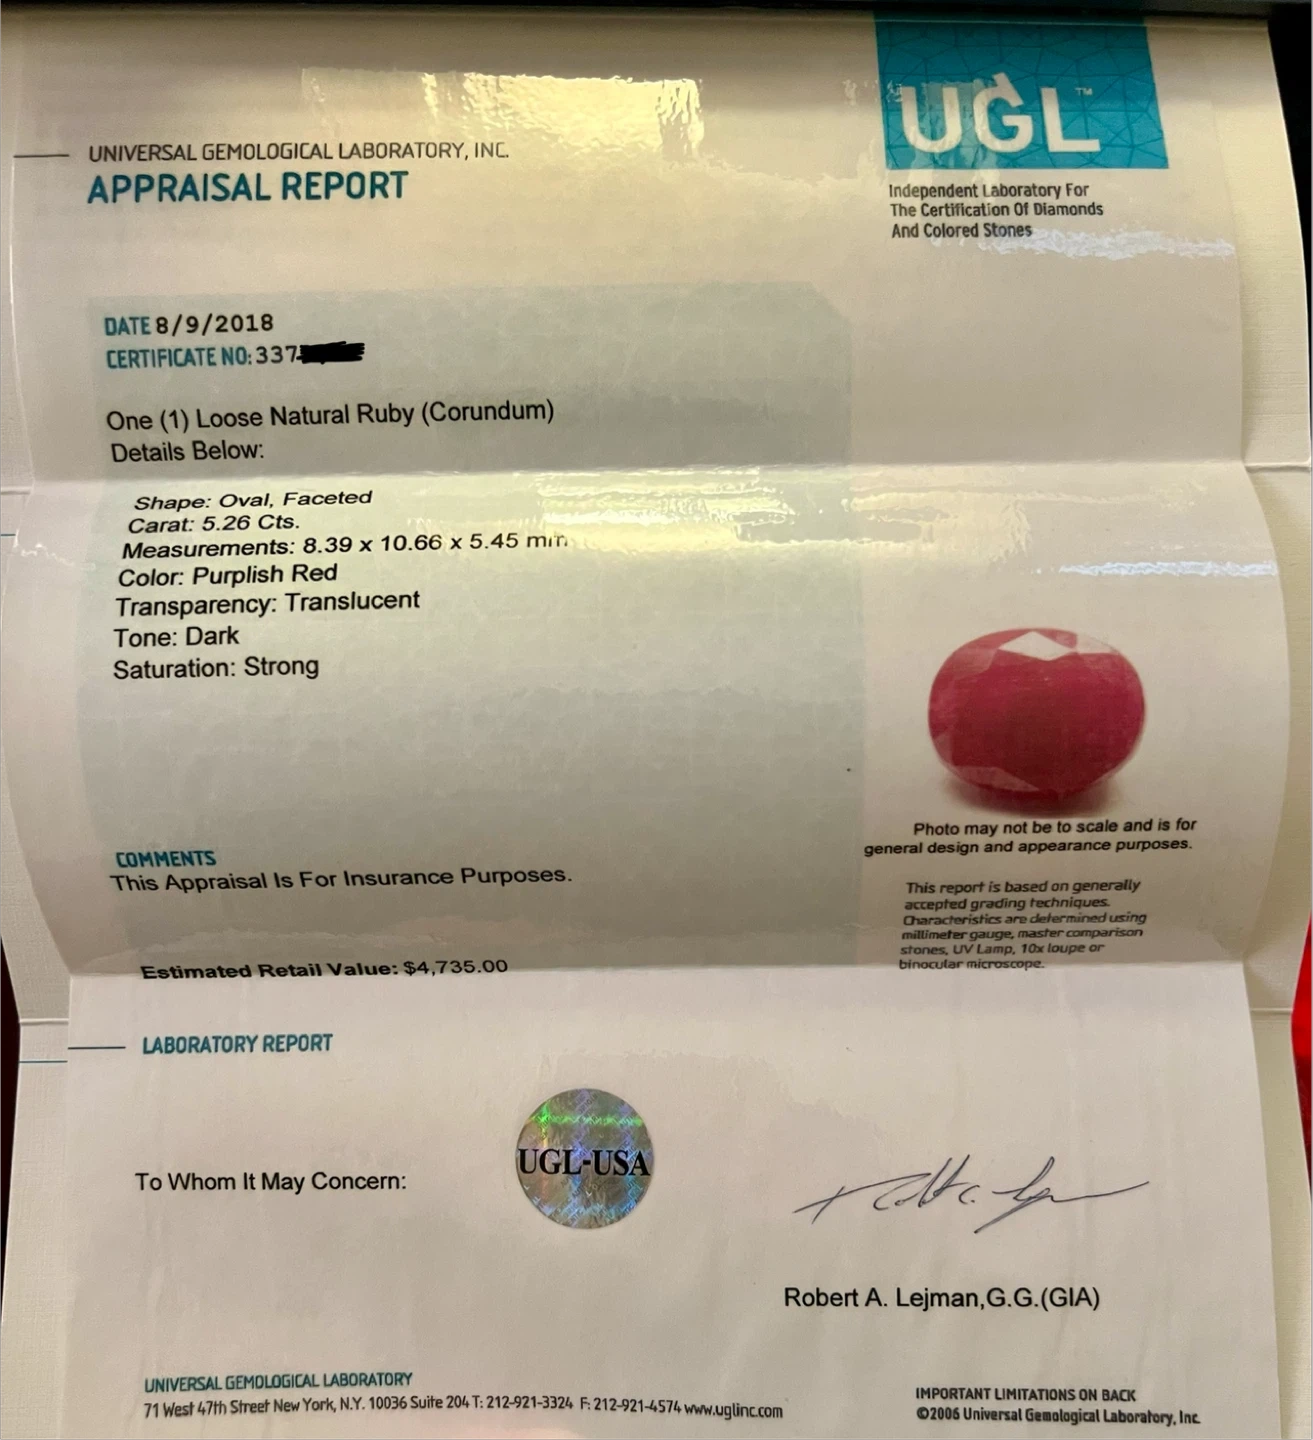 UGL™
UNIVERSAL GEMOLOGICAL LABORATORY, INC.
APPRAISAL REPORT
Independent Laboratory For
The Certification Of Diamonds
And Colored Stones
DATE 8/9/2018
CERTIFICATE NO: 337
One (1) Loose Natural Ruby (Corundum)
Details Below:
Shape: Oval, Faceted
Carat: 5.26 Cts.
Measurements: 8.39 x 10.66 x 5.45 mm
Color: Purplish Red
Transparency: Translucent
Tone: Dark
Saturation: Strong
Photo may not be to scale and is for
general design and appearance purposes.
COMMENTS
This Appraisal Is For Insurance Purposes.
This report is based on generally
accepted grading techniques.
Characteristics are determined using
millimeter gauge, master comparison
stones, UV Lamp, 10x loupe or
binocular microscope.
Estimated Retail Value: $4,735.00
LABORATORY REPORT
UGL-USA
To Whom It May Concern:
Robert A. Lejman,G.G.(GIA)
UNIVERSAL GEMOLOGICAL LABORATORY
71 West 47th Street New York, N.Y. 10036 Suite 204 T: 212-921-3324 F: 212-921-4574 www.uglinc.com
IMPORTANT LIMITATIONS ON BACK
©2006 Universal Gemological Laboratory, Inc.